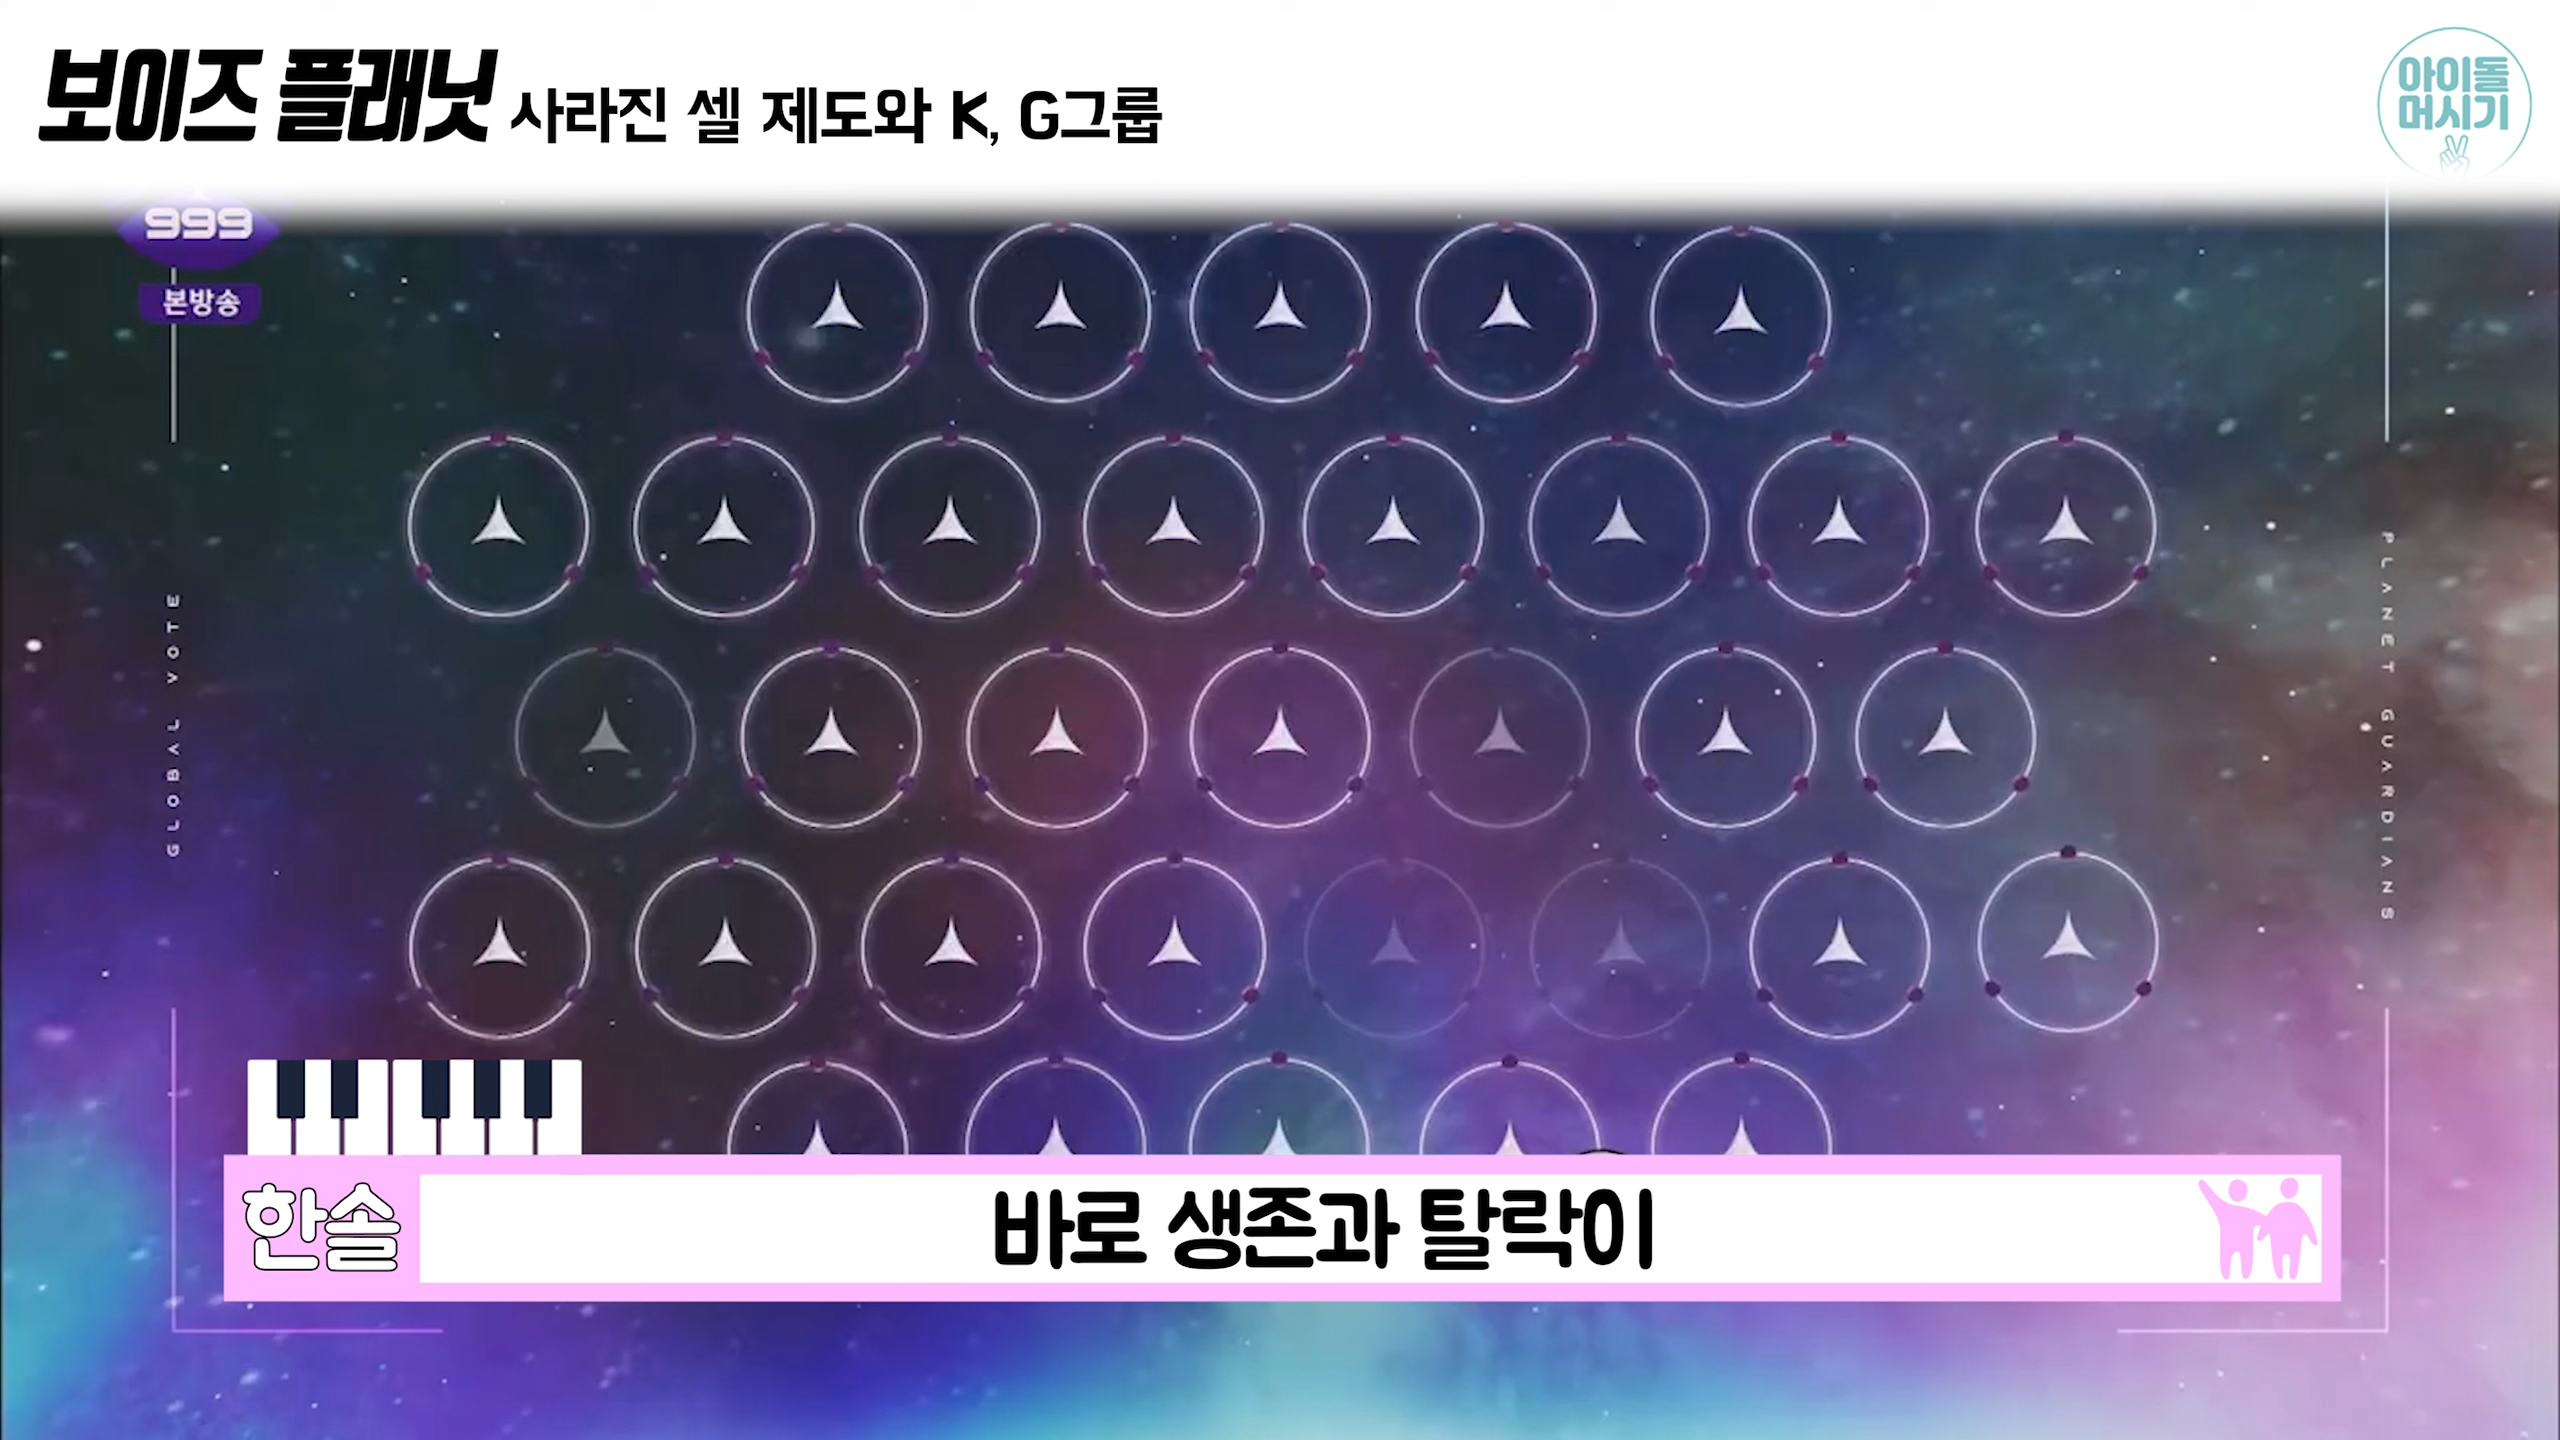 보이즈 플래닛 사라진 셀 제도와 K, G그룹
아이돌
머시기
999
본방송
GLOBAL VOTE
PLANET GUARDIANS
한솔
바로 생존과 탈락이